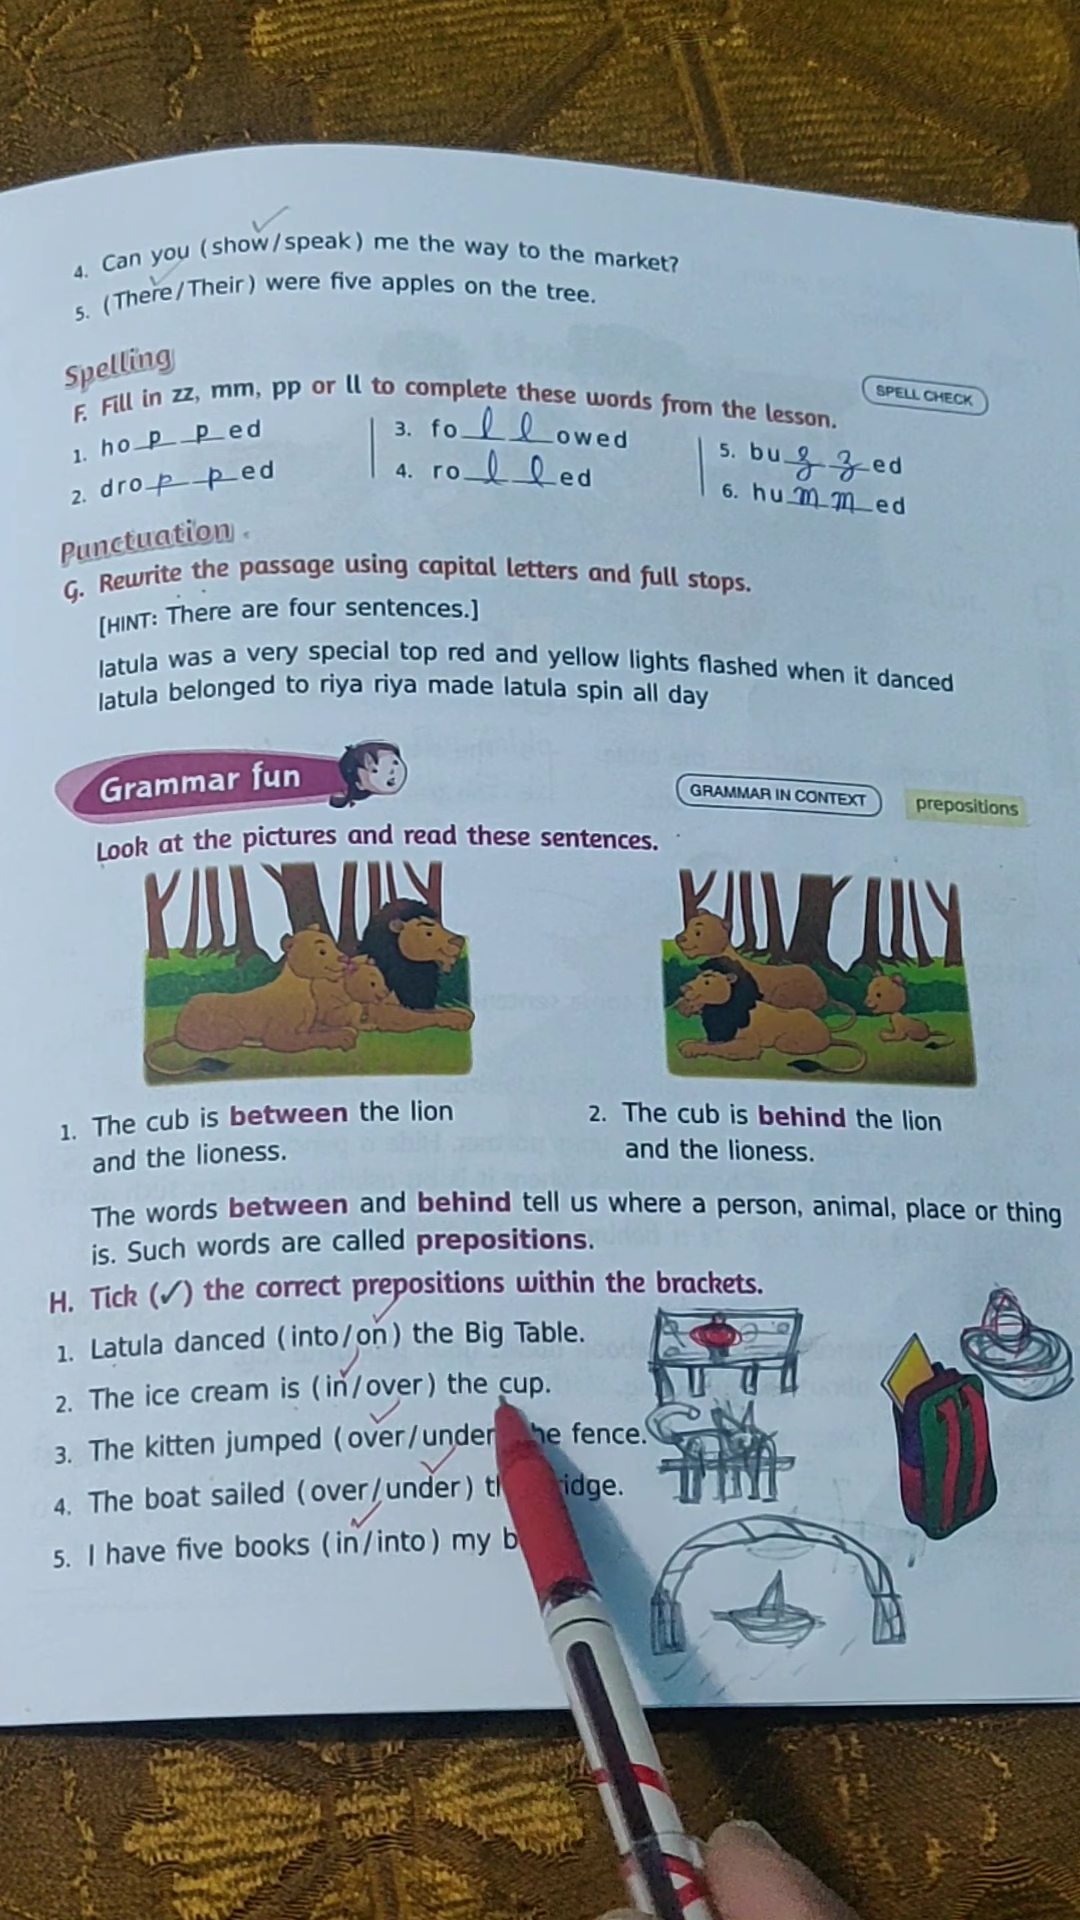 4. Can you (show/speak) me the way to the market?
5. (There/Their) were five apples on the tree.
Spelling
F. Fill in zz, mm, pp or ll to complete these words from the lesson.
SPELL CHECK
1. ho p p ed
2. dro p p ed
3. fo l l owed
4. ro l l ed
5. bu z z ed
6. hu m m ed
Punctuation
G. Rewrite the passage using capital letters and full stops.
[HINT: There are four sentences.]
latula was a very special top red and yellow lights flashed when it danced
latula belonged to riya riya made latula spin all day
Grammar fun
GRAMMAR IN CONTEXT
prepositions
Look at the pictures and read these sentences.
1. The cub is between the lion
and the lioness.
2. The cub is behind the lion
and the lioness.
The words between and behind tell us where a person, animal, place or thing
is. Such words are called prepositions.
H. Tick (✓) the correct prepositions within the brackets.
1. Latula danced (into/on) the Big Table.
2. The ice cream is (in/over) the cup.
3. The kitten jumped (over/under he fence.
4. The boat sailed (over/under) t idge.
5. I have five books (in/into) my b